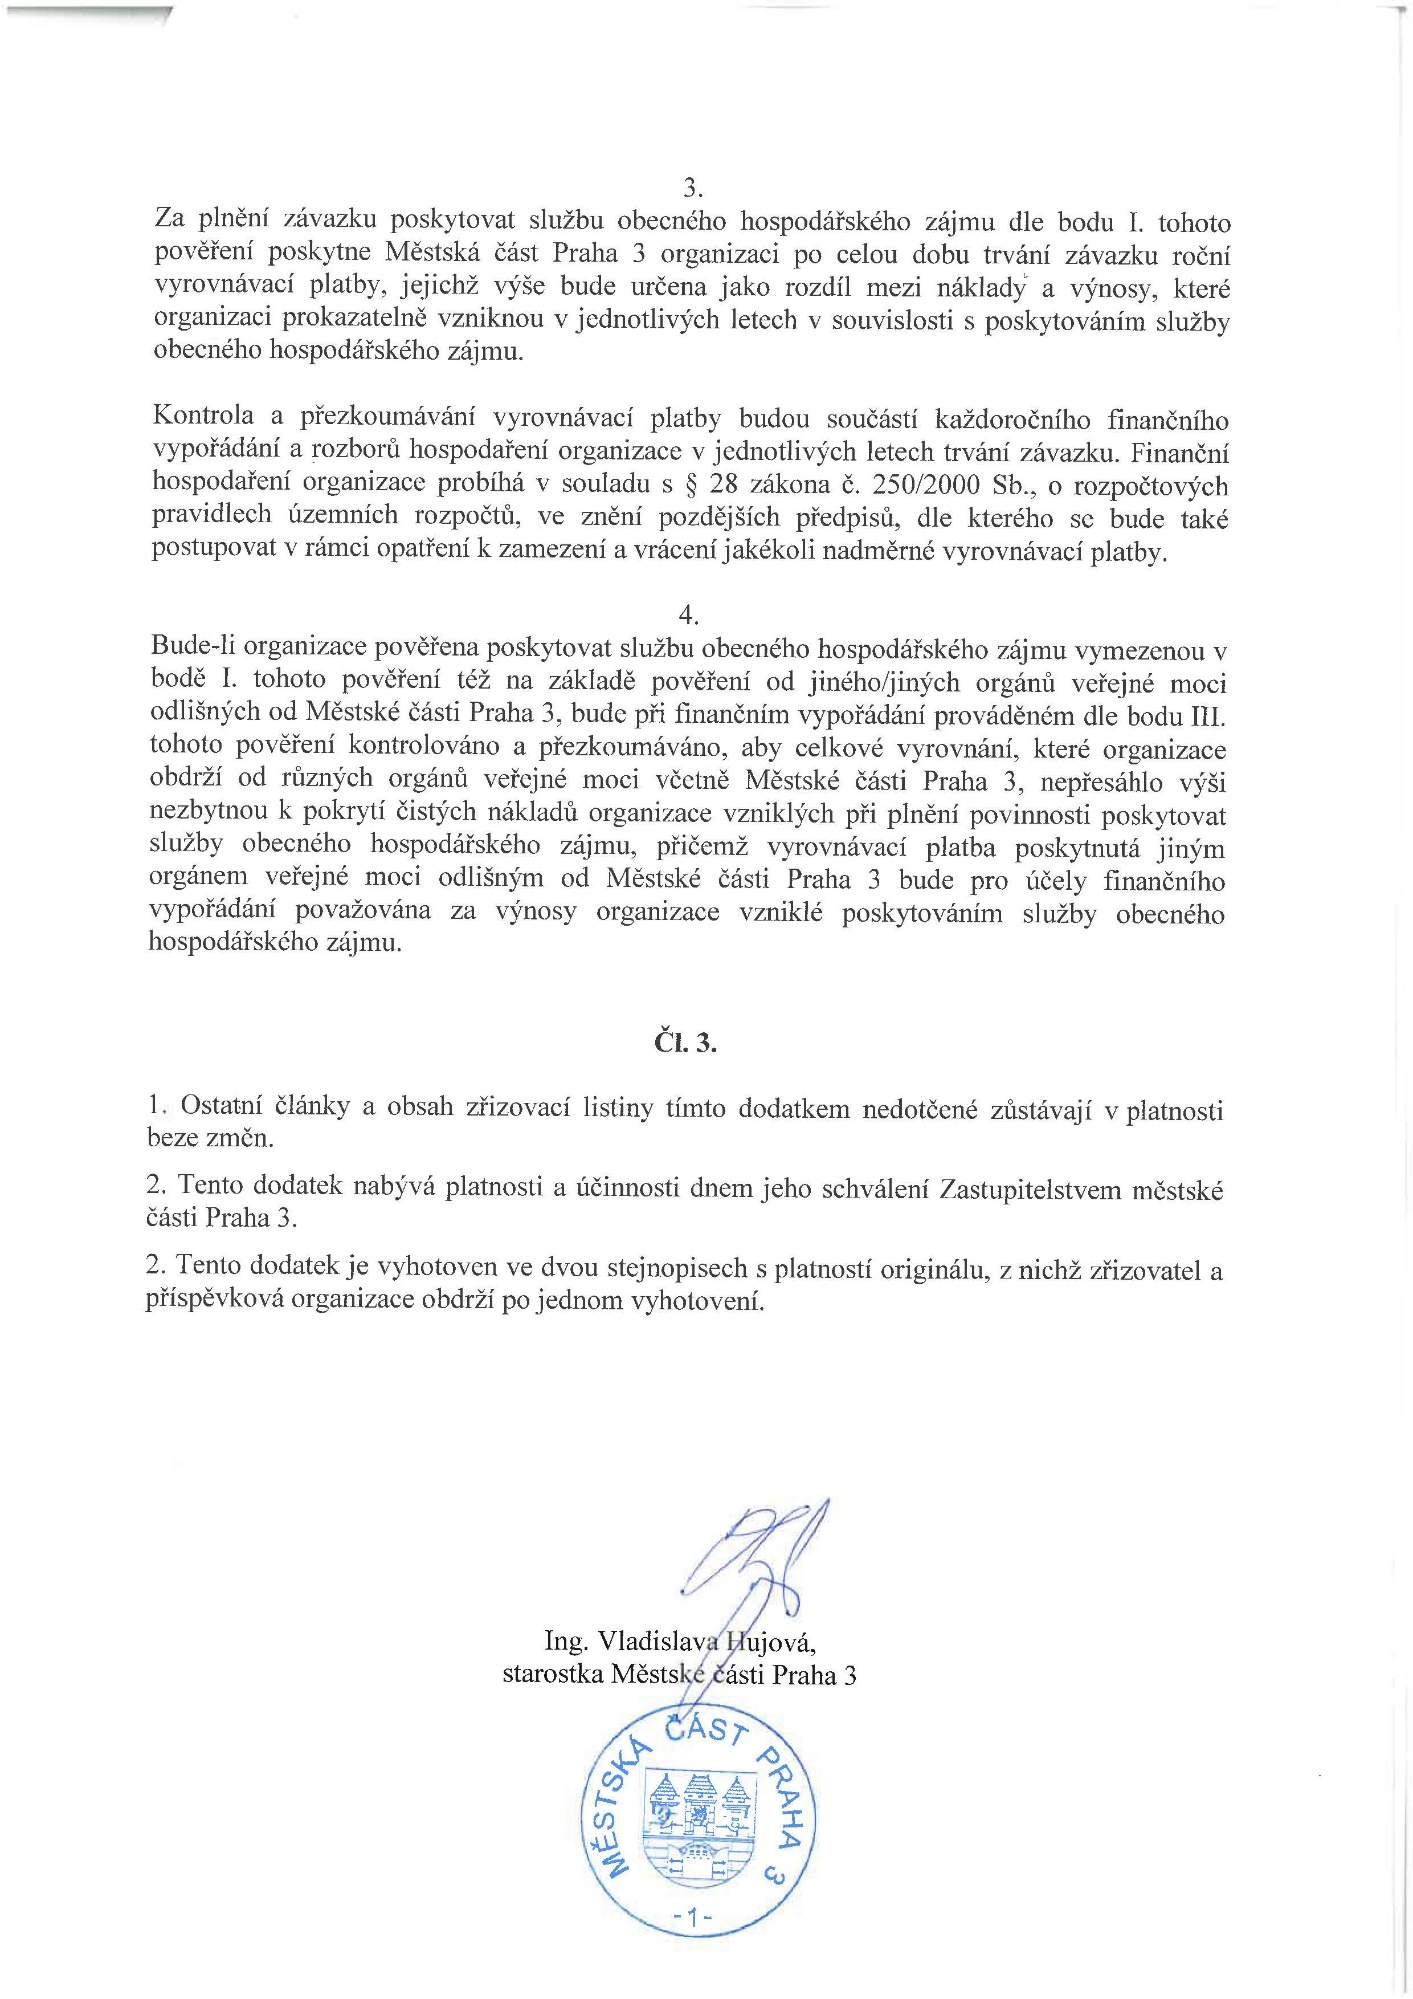 3.
Za plnění závazku poskytovat službu obecného hospodářského zájmu dle bodu I. tohoto
pověření poskytne Městská část Praha 3 organizaci po celou dobu trvání závazku roční
vyrovnávací platby, jejichž výše bude určena jako rozdíl mezi náklady a výnosy, které
organizaci prokazatelně vzniknou v jednotlivých letech v souvislosti s poskytováním služby
obecného hospodářského zájmu.
Kontrola a přezkoumávání vyrovnávací platby budou součástí každoročního finančního
vypořádání a rozborů hospodaření organizace v jednotlivých letech trvání závazku. Finanční
hospodaření organizace probíhá v souladu s § 28 zákona č. 250/2000 Sb., o rozpočtových
pravidlech územních rozpočtů, ve znění pozdějších předpisů, dle kterého se bude také
postupovat v rámci opatření k zamezení a vrácení jakékoli nadměrné vyrovnávací platby.
4.
Bude-li organizace pověřena poskytovat službu obecného hospodářského zájmu vymezenou v
bodě I. tohoto pověření též na základě pověření od jiného/jiných orgánů veřejné moci
odlišných od Městské části Praha 3, bude při finančním vypořádání prováděném dle bodu III.
tohoto pověření kontrolováno a přezkoumáváno, aby celkové vyrovnání, které organizace
obdrží od různých orgánů veřejné moci včetně Městské části Praha 3, nepřesáhlo výši
nezbytnou k pokrytí čistých nákladů organizace vzniklých při plnění povinnosti poskytovat
služby obecného hospodářského zájmu, přičemž vyrovnávací platba poskytnutá jiným
orgánem veřejné moci odlišným od Městské části Praha 3 bude pro účely finančního
vypořádání považována za výnosy organizace vzniklé poskytováním služby obecného
hospodářského zájmu.
Čl. 3.
1. Ostatní články a obsah zřizovací listiny tímto dodatkem nedotčené zůstávají v platnosti
beze změn.
2. Tento dodatek nabývá platnosti a účinnosti dnem jeho schválení Zastupitelstvem městské
části Praha 3.
2. Tento dodatek je vyhotoven ve dvou stejnopisech s platností originálu, z nichž zřizovatel a
příspěvková organizace obdrží po jednom vyhotovení.
Ing. Vladislava Hujová,
starostka Městské části Praha 3
MĚSTSKÁ ČÁST PRAHA 3
-1-